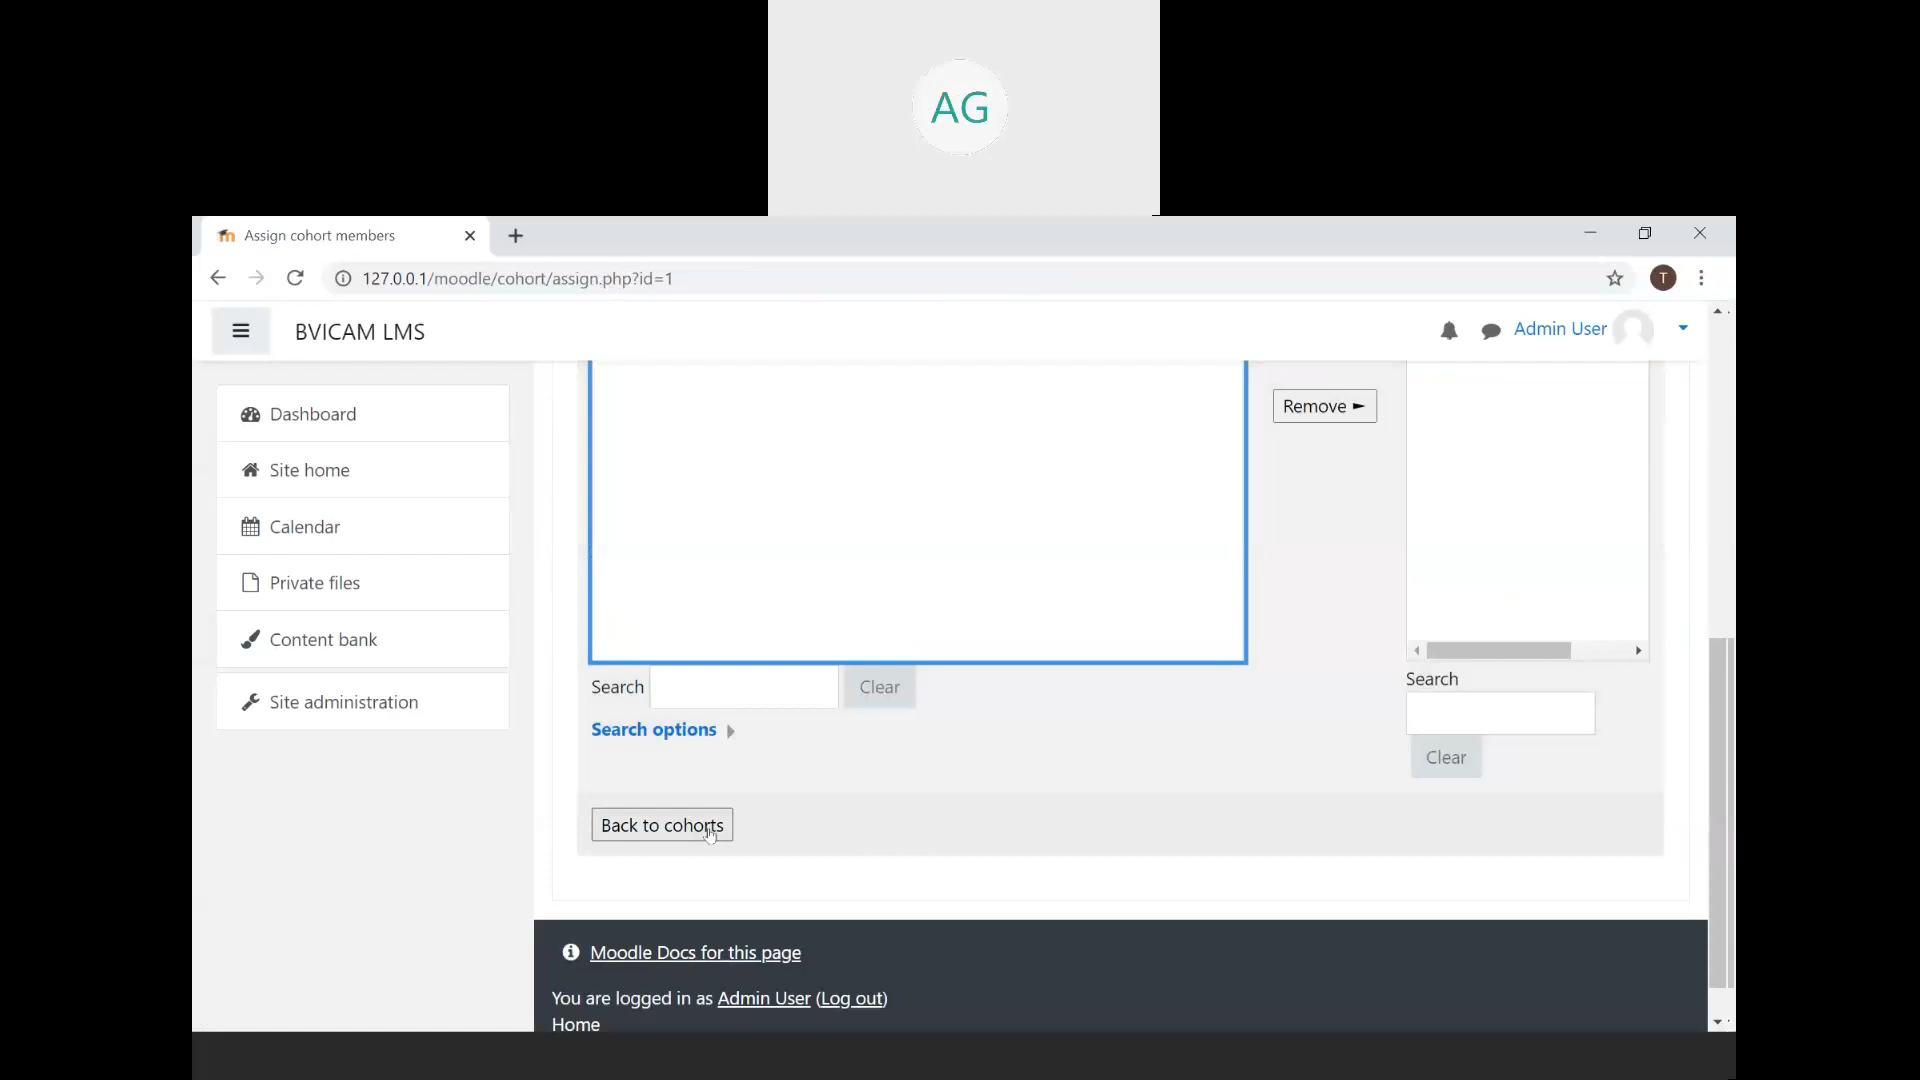 AG
Assign cohort members
127.0.0.1/moodle/cohort/assign.php?id=1
T
BVICAM LMS
Admin User
Dashboard
Site home
Calendar
Private files
Content bank
Site administration
Remove ►
Search
Clear
Search options
Search
Clear
Back to cohorts
Moodle Docs for this page
You are logged in as Admin User (Log out)
Home